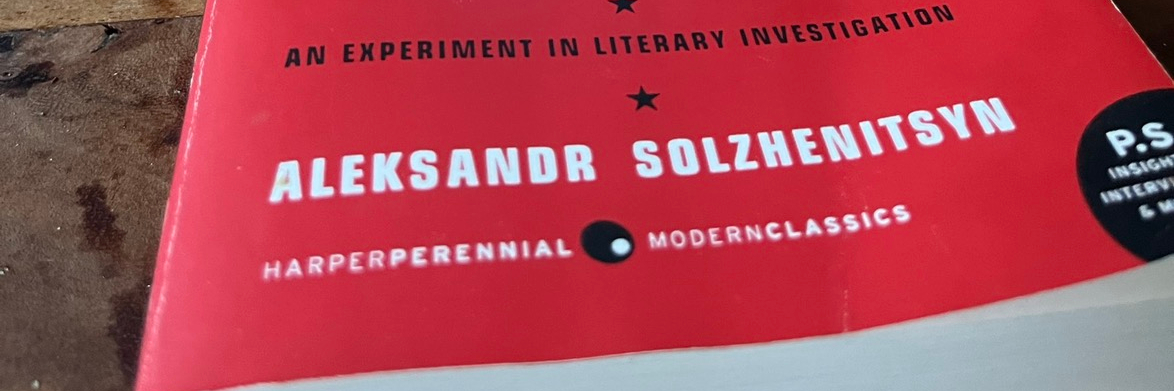 AN EXPERIMENT IN LITERARY INVESTIGATION
ALEKSANDR SOLZHENITSYN
HARPERPERENNIAL MODERNCLASSICS
P.S.